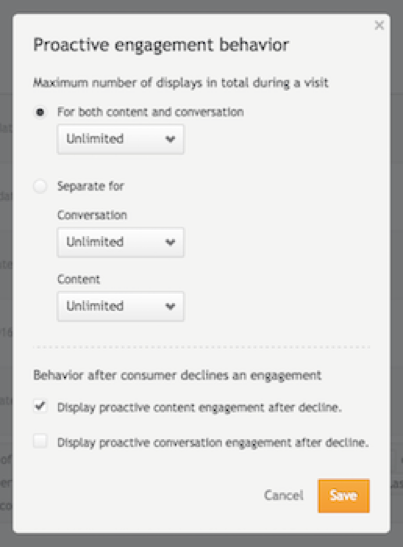 Proactive engagement behavior
Maximum number of displays in total during a visit
For both content and conversation
Unlimited
Separate for
Conversation
Unlimited
Content
Unlimited
Behavior after consumer declines an engagement
Display proactive content engagement after decline.
Display proactive conversation engagement after decline.
Cancel Save